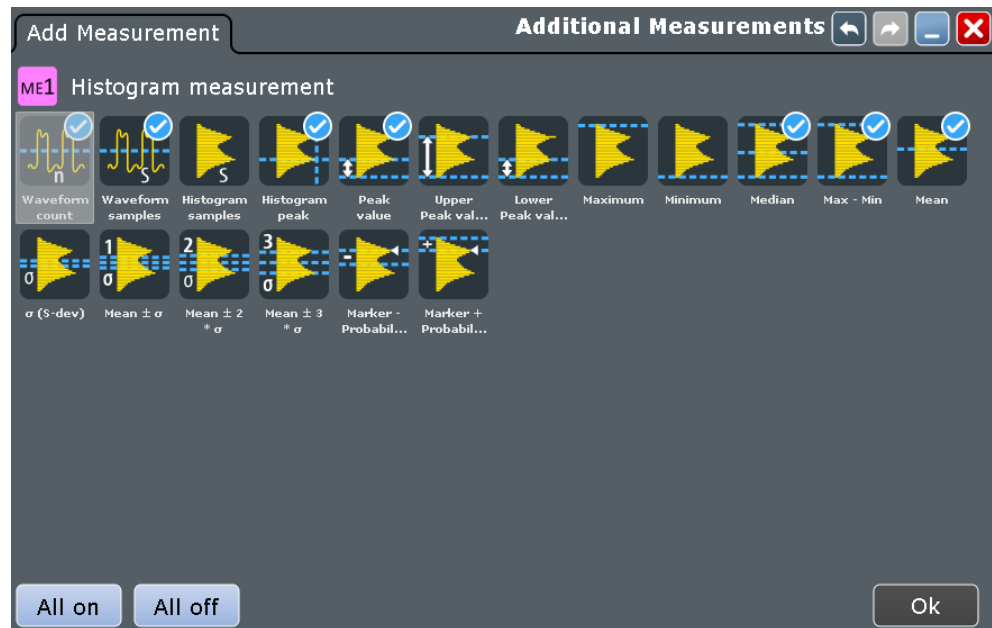 Add Measurement
Additional Measurements
ME1 Histogram measurement
n
S
S
Waveform count
Waveform samples
Histogram samples
Histogram peak
Peak value
Upper Peak val...
Lower Peak val...
Maximum
Minimum
Median
Max - Min
Mean
σ
1 σ
2 σ
3 σ
-
+
σ (S-dev)
Mean ± σ
Mean ± 2 * σ
Mean ± 3 * σ
Marker - Probabil...
Marker + Probabil...
All on
All off
Ok